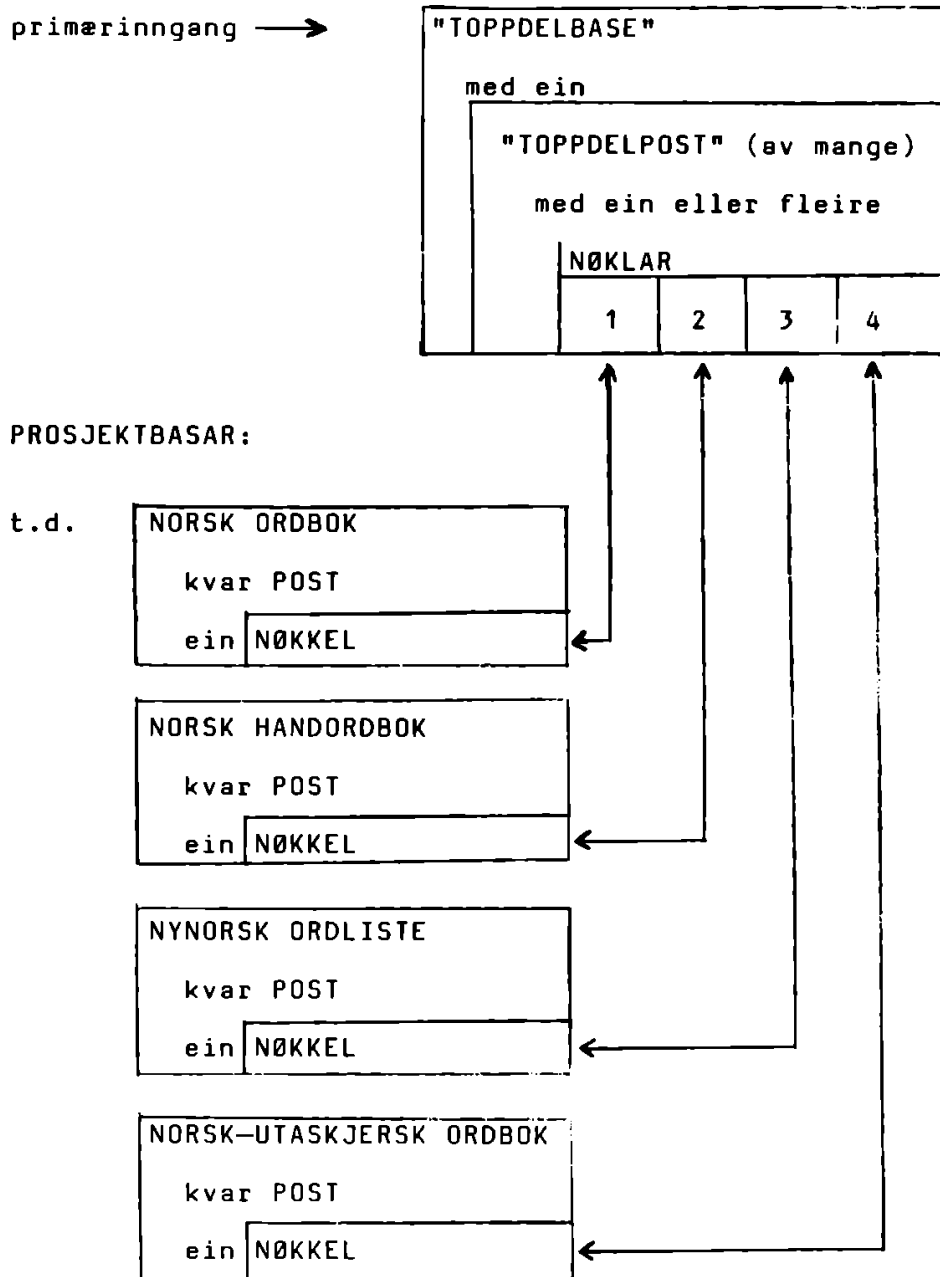 primærinngang
"TOPPDELBASE"
med ein
"TOPPDELPOST" (av mange)
med ein eller fleire
NØKLAR
1 2 3 4
PROSJEKTBASAR:
t.d.
NORSK ORDBOK
kvar POST
ein NØKKEL
NORSK HANDORDBOK
kvar POST
ein NØKKEL
NYNORSK ORDLISTE
kvar POST
ein NØKKEL
NORSK-UTASKJERSK ORDBOK
kvar POST
ein NØKKEL